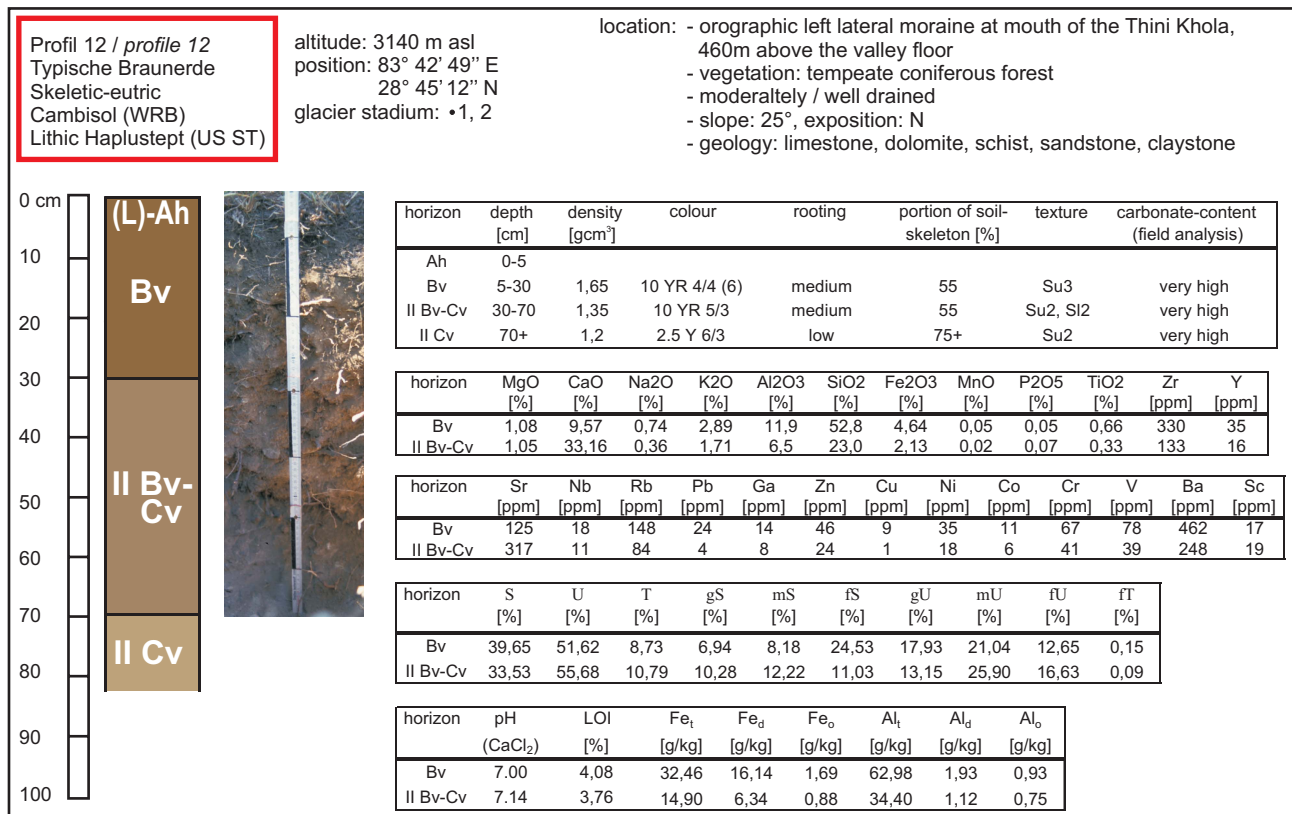 Profil 12 / profile 12
Typische Braunerde
Skeletic-eutric
Cambisol (WRB)
Lithic Haplustept (US ST)
altitude: 3140 m asl
position: 83° 42' 49'' E
28° 45' 12'' N
glacier stadium: •1, 2
location: - orographic left lateral moraine at mouth of the Thini Khola,
460m above the valley floor
- vegetation: tempeate coniferous forest
- moderaltely / well drained
- slope: 25°, exposition: N
- geology: limestone, dolomite, schist, sandstone, claystone
0 cm
10
20
30
40
50
60
70
80
90
100
(L)-Ah
Bv
II Bv-
Cv
II Cv
horizon depth density colour rooting portion of soil- texture carbonate-content
[cm] [gcm³] skeleton [%] (field analysis)
Ah 0-5
Bv 5-30 1,65 10 YR 4/4 (6) medium 55 Su3 very high
II Bv-Cv 30-70 1,35 10 YR 5/3 medium 55 Su2, Sl2 very high
II Cv 70+ 1,2 2.5 Y 6/3 low 75+ Su2 very high
horizon MgO CaO Na2O K2O Al2O3 SiO2 Fe2O3 MnO P2O5 TiO2 Zr Y
[%] [%] [%] [%] [%] [%] [%] [%] [%] [%] [ppm] [ppm]
Bv 1,08 9,57 0,74 2,89 11,9 52,8 4,64 0,05 0,05 0,66 330 35
II Bv-Cv 1,05 33,16 0,36 1,71 6,5 23,0 2,13 0,02 0,07 0,33 133 16
horizon Sr Nb Rb Pb Ga Zn Cu Ni Co Cr V Ba Sc
[ppm] [ppm] [ppm] [ppm] [ppm] [ppm] [ppm] [ppm] [ppm] [ppm] [ppm] [ppm] [ppm]
Bv 125 18 148 24 14 46 9 35 11 67 78 462 17
II Bv-Cv 317 11 84 4 8 24 1 18 6 41 39 248 19
horizon S U T gS mS fS gU mU fU fT
[%] [%] [%] [%] [%] [%] [%] [%] [%] [%]
Bv 39,65 51,62 8,73 6,94 8,18 24,53 17,93 21,04 12,65 0,15
II Bv-Cv 33,53 55,68 10,79 10,28 12,22 11,03 13,15 25,90 16,63 0,09
horizon pH LOI Feₜ Fe_d Feₒ Alₜ Al_d Alₒ
(CaCl₂) [%] [g/kg] [g/kg] [g/kg] [g/kg] [g/kg] [g/kg]
Bv 7.00 4,08 32,46 16,14 1,69 62,98 1,93 0,93
II Bv-Cv 7.14 3,76 14,90 6,34 0,88 34,40 1,12 0,75